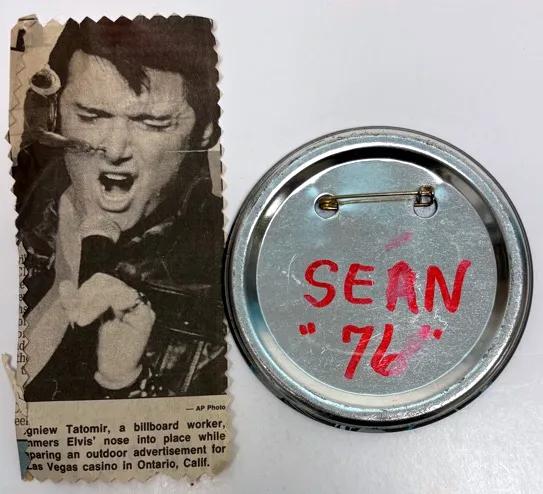 — AP Photo
gniew Tatomir, a billboard worker,
mmers Elvis' nose into place while
paring an outdoor advertisement for
Las Vegas casino in Ontario, Calif.
SEAN
"76"